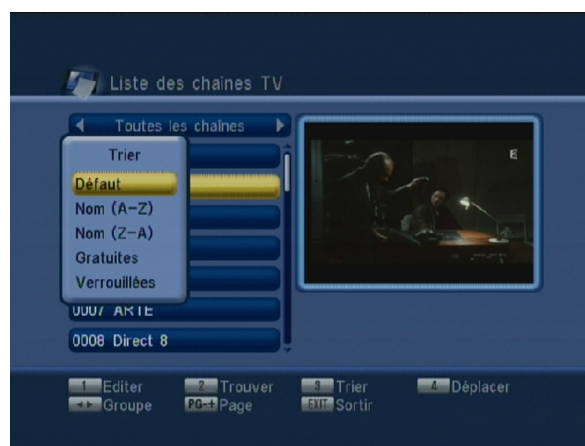 Liste des chaînes TV
Toutes les chaînes
Trier
Défaut
Nom (A-Z)
Nom (Z-A)
Gratuites
Verrouillées
0007 ARTE
0008 Direct 8
1 Editer
2 Trouver
3 Trier
4 Déplacer
Groupe
PG-+ Page
EXIT Sortir